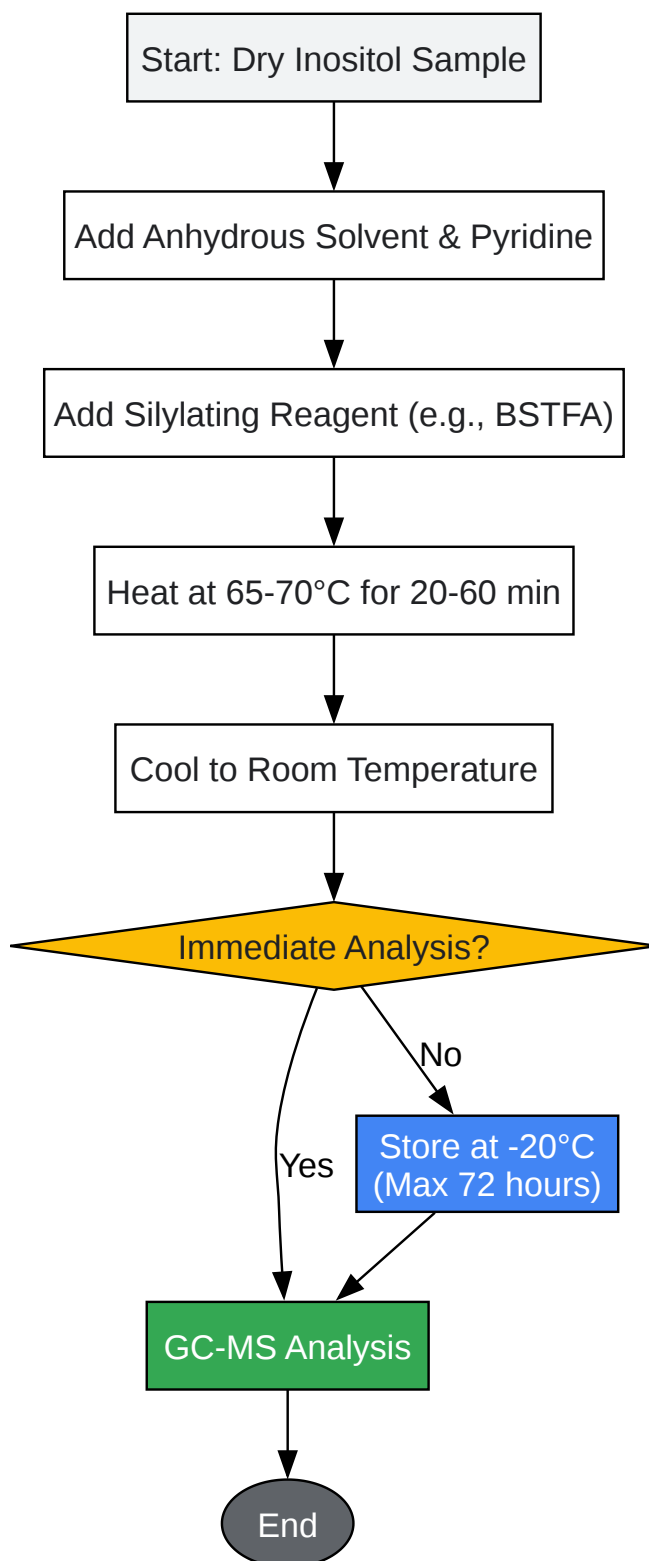 Start: Dry Inositol Sample
Add Anhydrous Solvent & Pyridine
Add Silylating Reagent (e.g., BSTFA)
Heat at 65-70°C for 20-60 min
Cool to Room Temperature
Immediate Analysis?
No
Store at -20°C
(Max 72 hours)
Yes
GC-MS Analysis
End